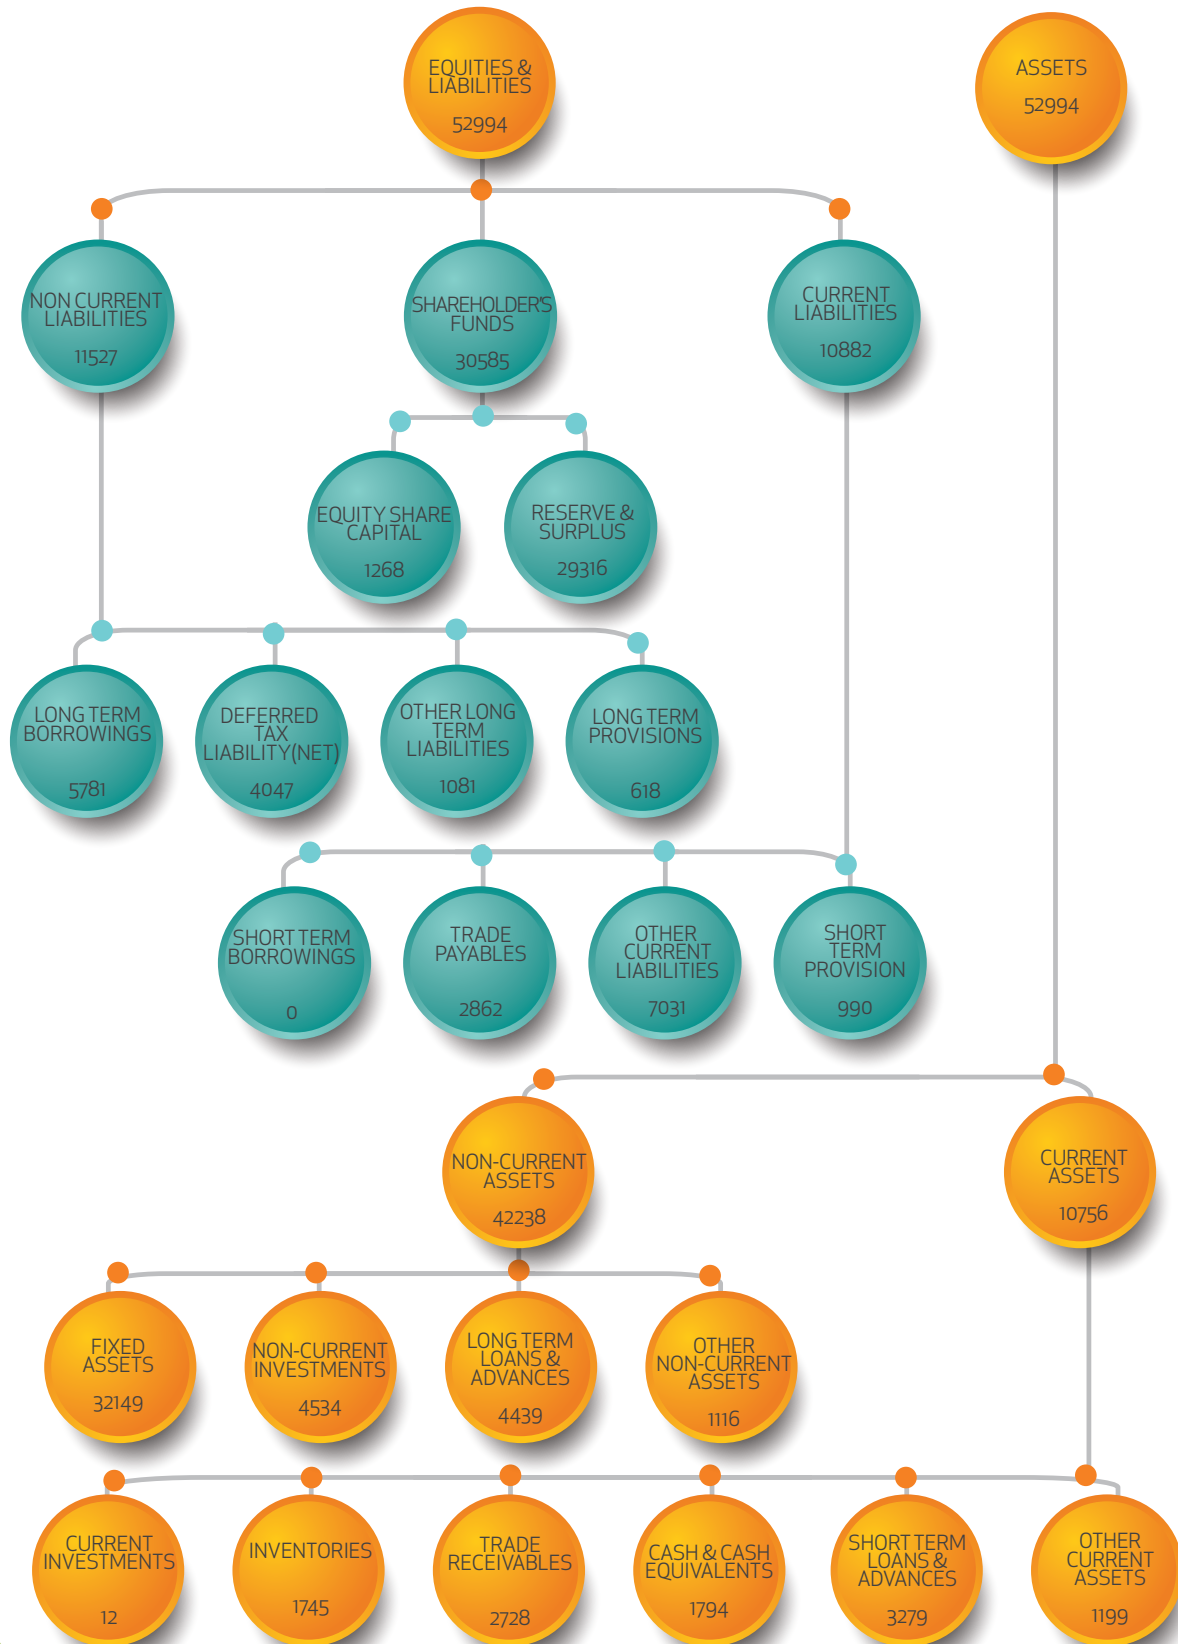 EQUITIES &
LIABILITIES
52994
ASSETS
52994
NON CURRENT
LIABILITIES
11527
SHAREHOLDER'S
FUNDS
30585
CURRENT
LIABILITIES
10882
EQUITY SHARE
CAPITAL
1268
RESERVE &
SURPLUS
29316
LONG TERM
BORROWINGS
5781
DEFERRED
TAX
LIABILITY(NET)
4047
OTHER LONG
TERM
LIABILITIES
1081
LONG TERM
PROVISIONS
618
SHORT TERM
BORROWINGS
0
TRADE
PAYABLES
2862
OTHER
CURRENT
LIABILITIES
7031
SHORT
TERM
PROVISION
990
NON-CURRENT
ASSETS
42238
CURRENT
ASSETS
10756
FIXED
ASSETS
32149
NON-CURRENT
INVESTMENTS
4534
LONG TERM
LOANS &
ADVANCES
4439
OTHER
NON-CURRENT
ASSETS
1116
CURRENT
INVESTMENTS
12
INVENTORIES
1745
TRADE
RECEIVABLES
2728
CASH & CASH
EQUIVALENTS
1794
SHORT TERM
LOANS &
ADVANCES
3279
OTHER
CURRENT
ASSETS
1199